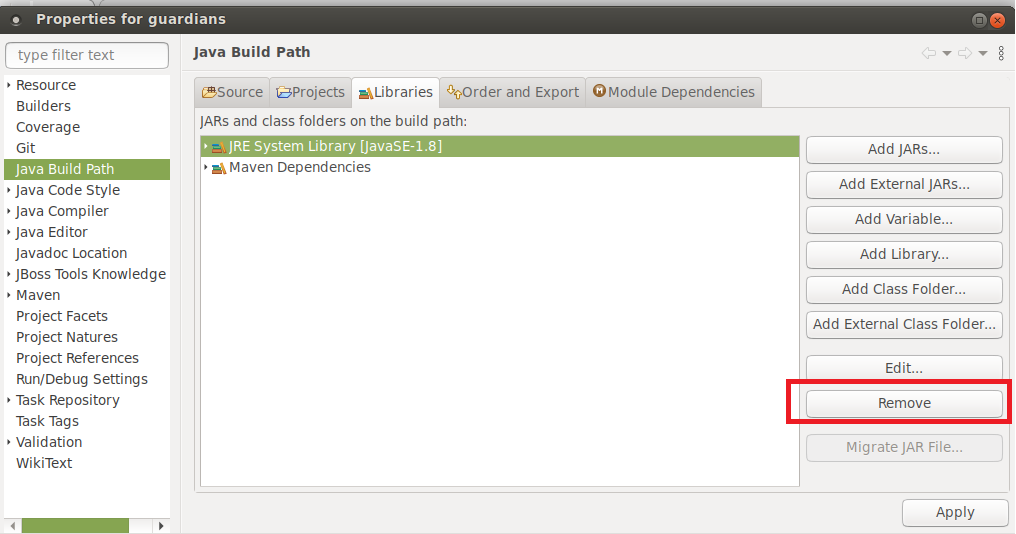 Properties for guardians
type filter text
Resource
Builders
Coverage
Git
Java Build Path
Java Code Style
Java Compiler
Java Editor
Javadoc Location
JBoss Tools Knowledge
Maven
Project Facets
Project Natures
Project References
Run/Debug Settings
Task Repository
Task Tags
Validation
WikiText
Java Build Path
Source Projects Libraries Order and Export Module Dependencies
JARs and class folders on the build path:
JRE System Library [JavaSE-1.8]
Maven Dependencies
Add JARs...
Add External JARs...
Add Variable...
Add Library...
Add Class Folder...
Add External Class Folder...
Edit...
Remove
Migrate JAR File...
Apply